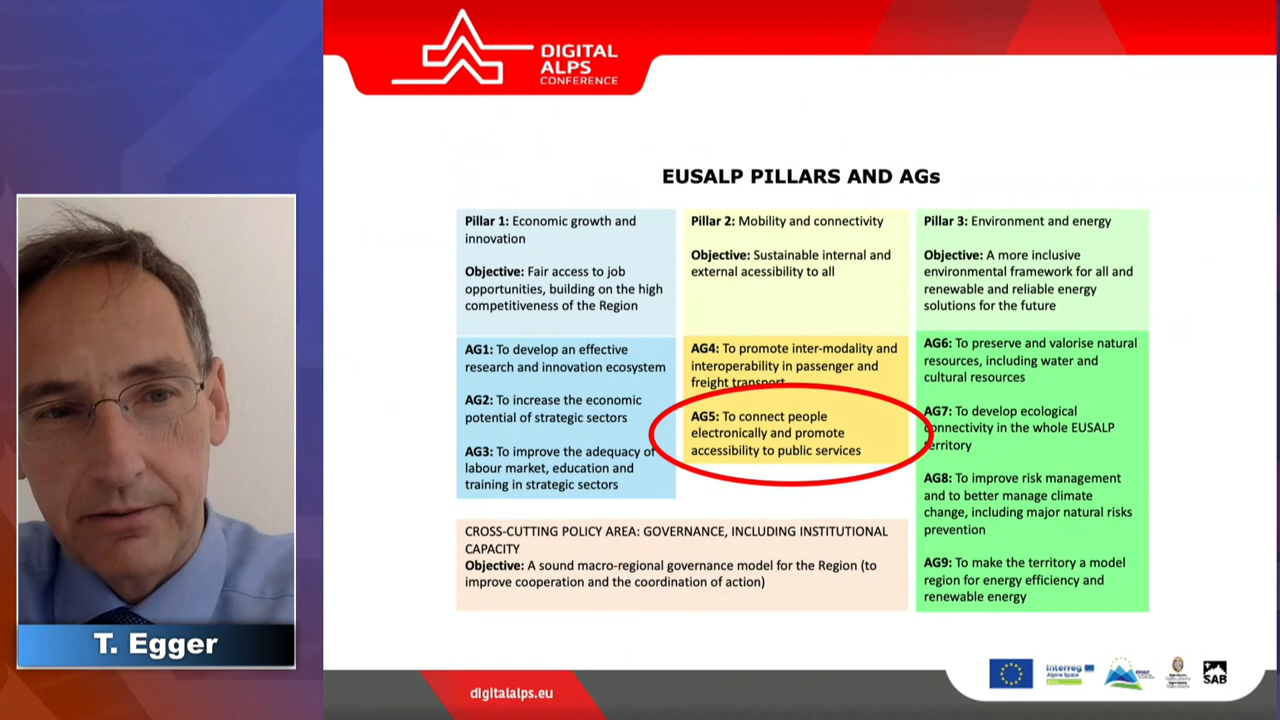 DIGITAL
ALPS
CONFERENCE
EUSALP PILLARS AND AGs
Pillar 1: Economic growth and
innovation
Objective: Fair access to job
opportunities, building on the high
competitiveness of the Region
AG1: To develop an effective
research and innovation ecosystem
AG2: To increase the economic
potential of strategic sectors
AG3: To improve the adequacy of
labour market, education and
training in strategic sectors
Pillar 2: Mobility and connectivity
Objective: Sustainable internal and
external acessibility to all
AG4: To promote inter-modality and
interoperability in passenger and
freight transport
AG5: To connect people
electronically and promote
accessibility to public services
Pillar 3: Environment and energy
Objective: A more inclusive
environmental framework for all and
renewable and reliable energy
solutions for the future
AG6: To preserve and valorise natural
resources, including water and
cultural resources
AG7: To develop ecological
connectivity in the whole EUSALP
territory
AG8: To improve risk management
and to better manage climate
change, including major natural risks
prevention
AG9: To make the territory a model
region for energy efficiency and
renewable energy
CROSS-CUTTING POLICY AREA: GOVERNANCE, INCLUDING INSTITUTIONAL
CAPACITY
Objective: A sound macro-regional governance model for the Region (to
improve cooperation and the coordination of action)
T. Egger
digitalalps.eu
Interreg
Alpine Space
SAB